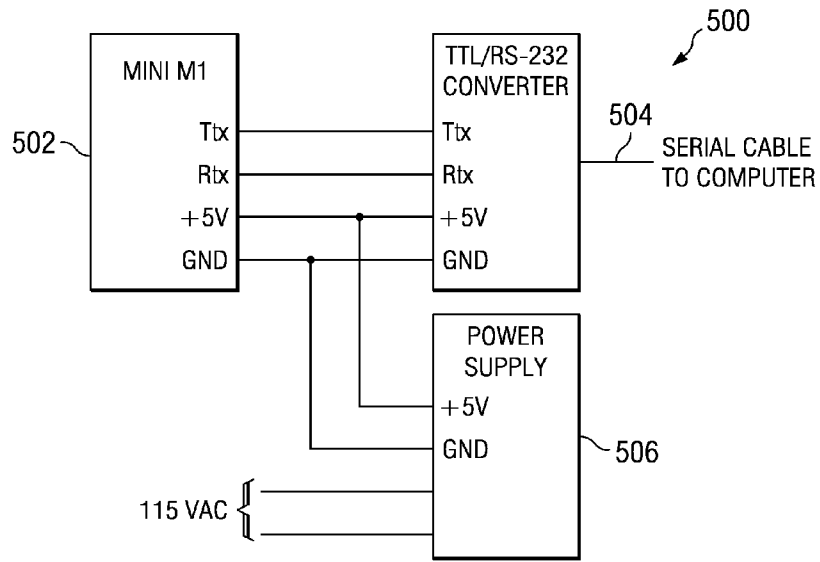 500
MINI M1
TTL/RS-232
CONVERTER
502
Ttx
Ttx
504
SERIAL CABLE
TO COMPUTER
Rtx
Rtx
+5V
+5V
GND
GND
POWER
SUPPLY
+5V
GND
506
115 VAC